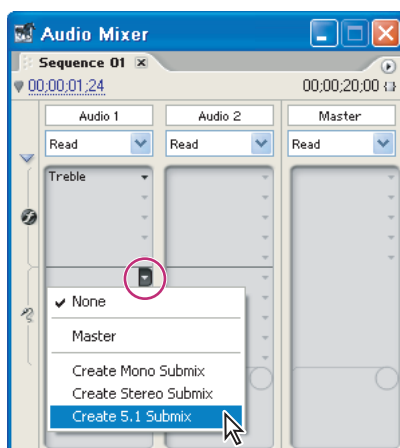 Audio Mixer
Sequence 01
00;00;01;24 00;00;20;00
Audio 1 Audio 2 Master
Read Read Read
Treble
None
Master
Create Mono Submix
Create Stereo Submix
Create 5.1 Submix